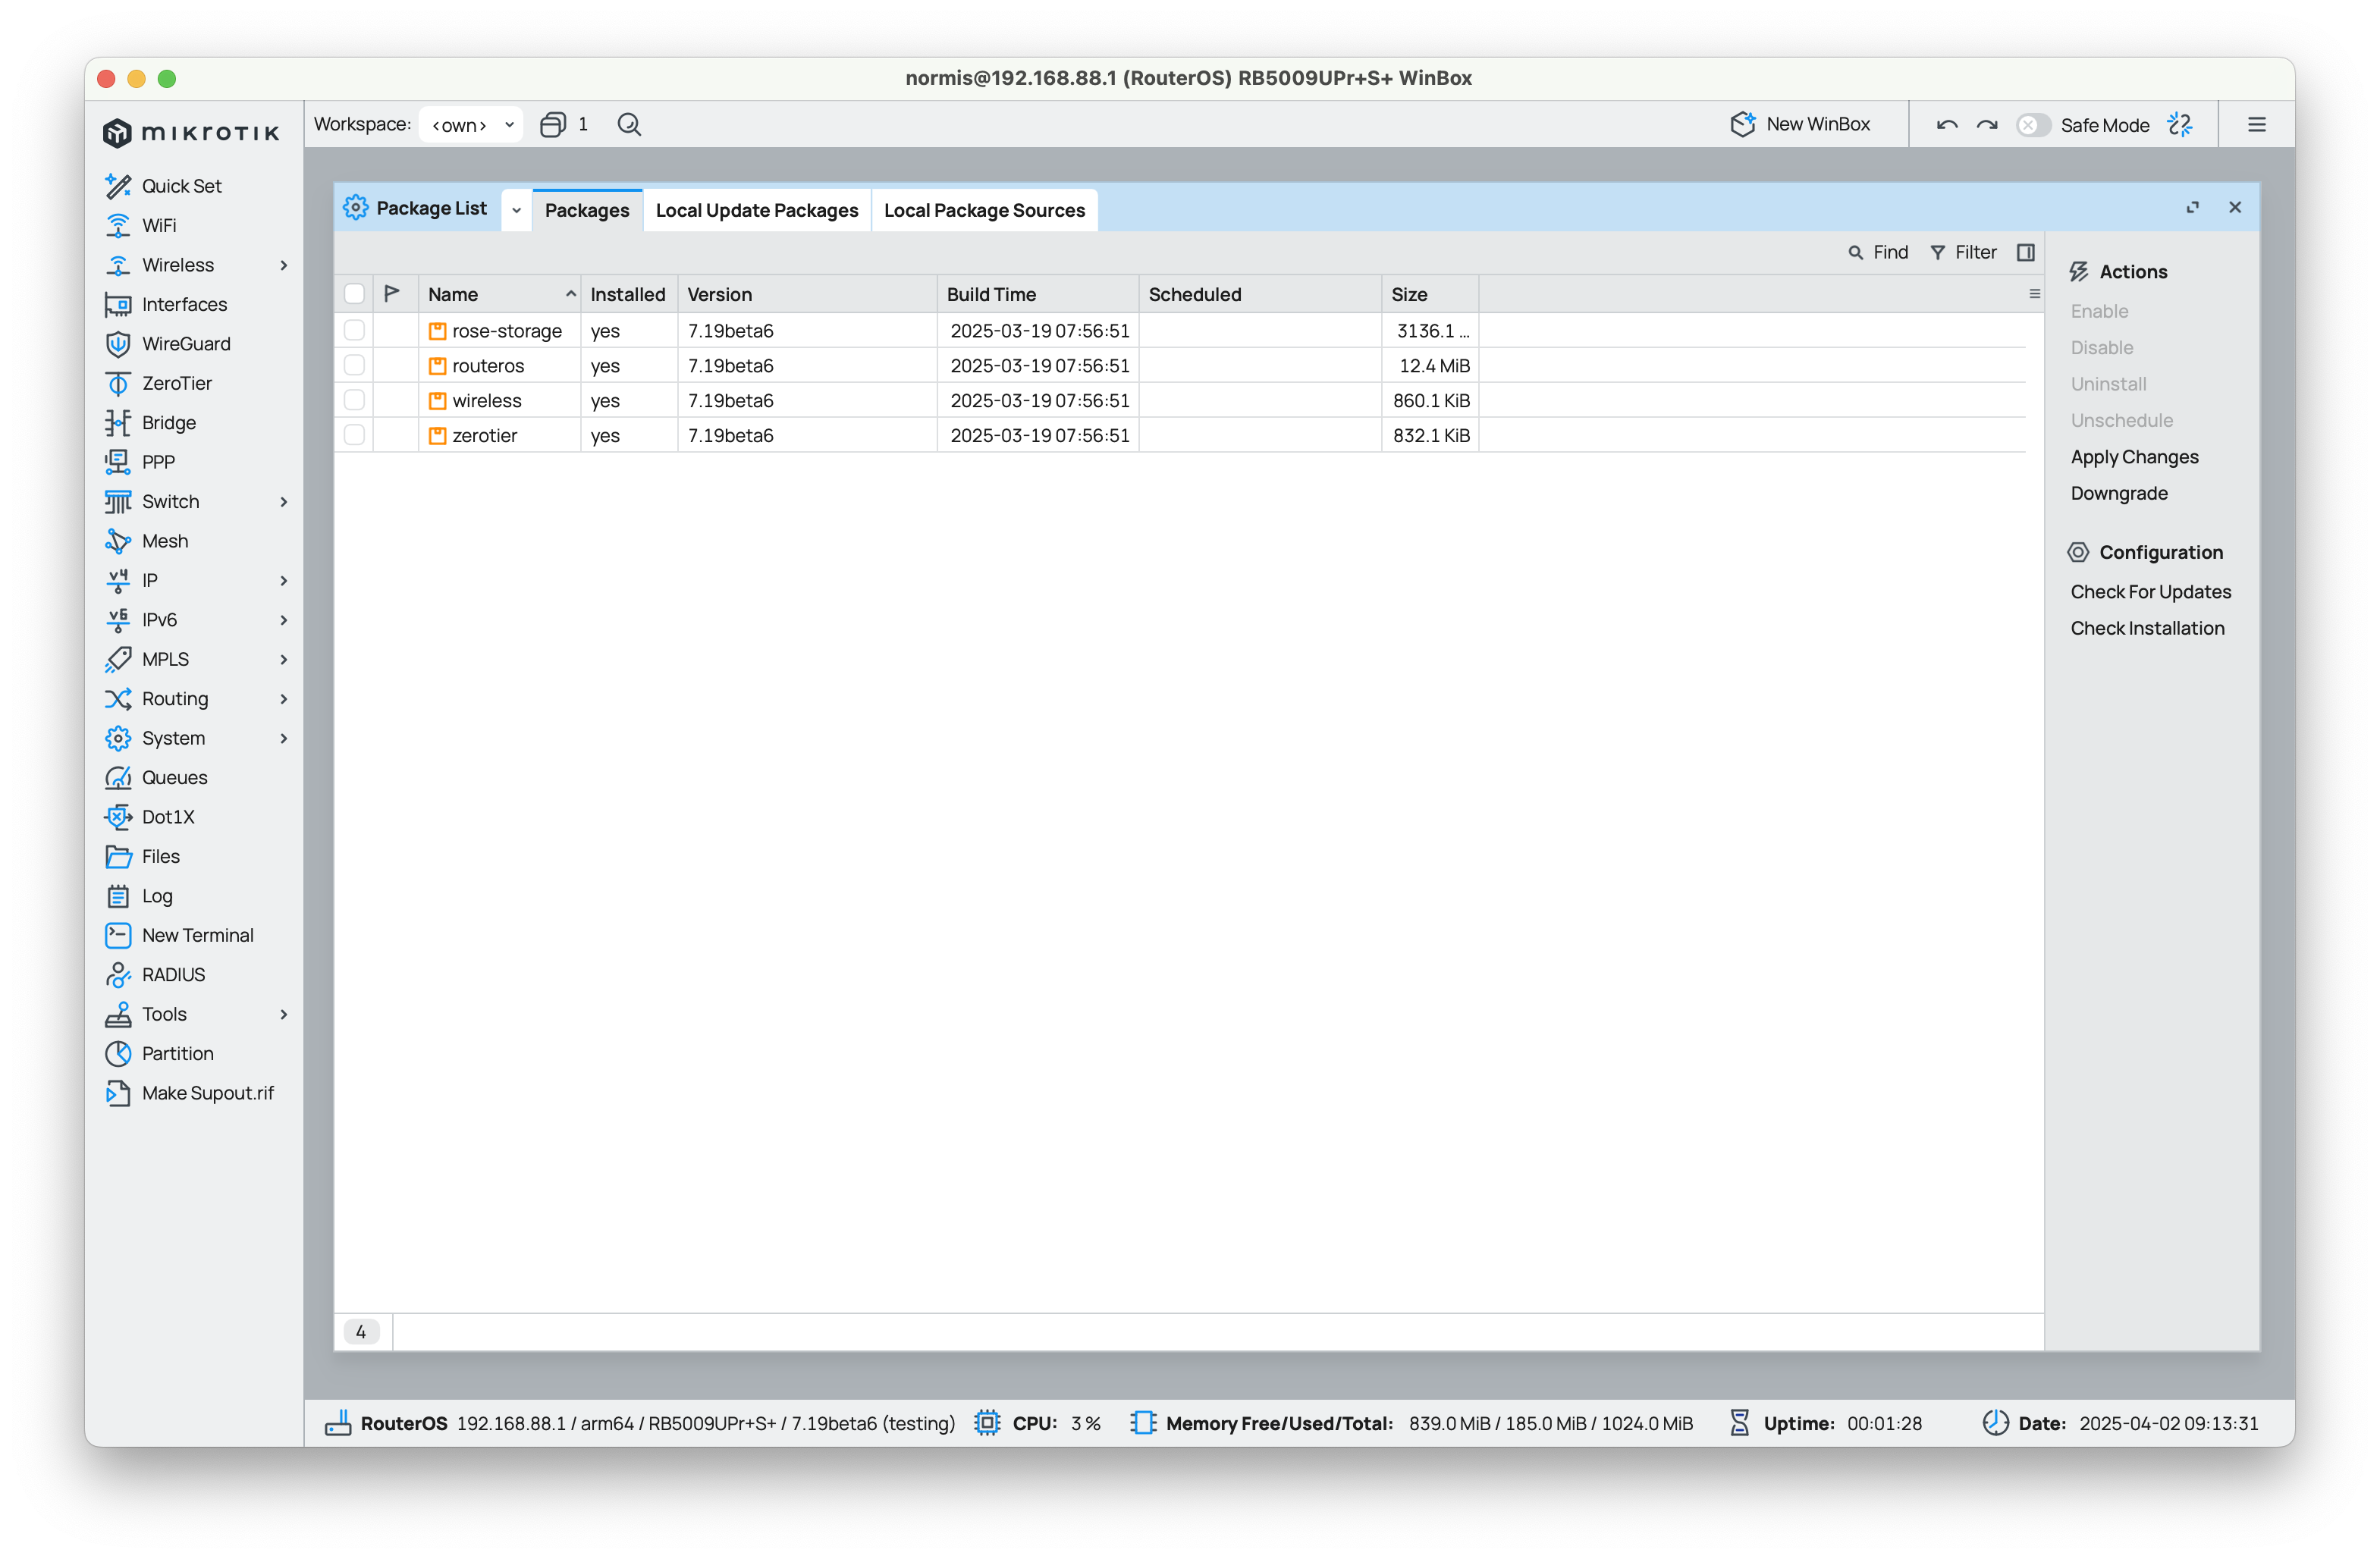 normis@192.168.88.1 (RouterOS) RB5009UPr+S+ WinBox
mikrotik
Workspace: <own> 1 New WinBox Safe Mode
Quick Set
WiFi
Wireless
Interfaces
WireGuard
ZeroTier
Bridge
PPP
Switch
Mesh
v4 IP
v6 IPv6
MPLS
Routing
System
Queues
Dot1X
Files
Log
New Terminal
RADIUS
Tools
Partition
Make Supout.rif
Package List Packages Local Update Packages Local Package Sources
Find Filter
Name Installed Version Build Time Scheduled Size
rose-storage yes 7.19beta6 2025-03-19 07:56:51 3136.1 ...
routeros yes 7.19beta6 2025-03-19 07:56:51 12.4 MiB
wireless yes 7.19beta6 2025-03-19 07:56:51 860.1 KiB
zerotier yes 7.19beta6 2025-03-19 07:56:51 832.1 KiB
4
Actions
Enable
Disable
Uninstall
Unschedule
Apply Changes
Downgrade
Configuration
Check For Updates
Check Installation
RouterOS 192.168.88.1 / arm64 / RB5009UPr+S+ / 7.19beta6 (testing) CPU: 3 % Memory Free/Used/Total: 839.0 MiB / 185.0 MiB / 1024.0 MiB Uptime: 00:01:28 Date: 2025-04-02 09:13:31